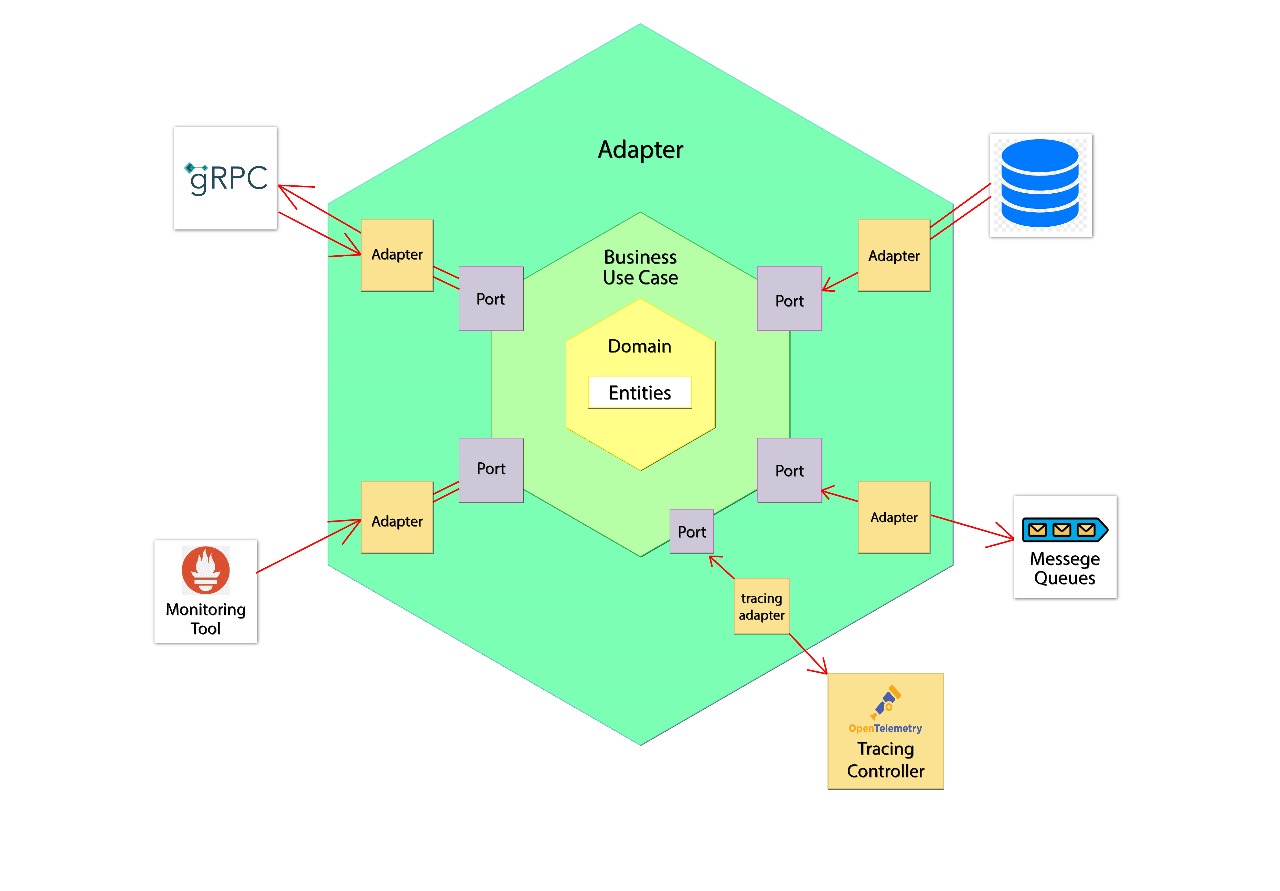 Adapter
gRPC
Adapter
Adapter
Business
Use Case
Port
Port
Domain
Entities
Port
Port
Adapter
Adapter
Port
Messege
Queues
Monitoring
Tool
tracing
adapter
OpenTelemetry
Tracing
Controller